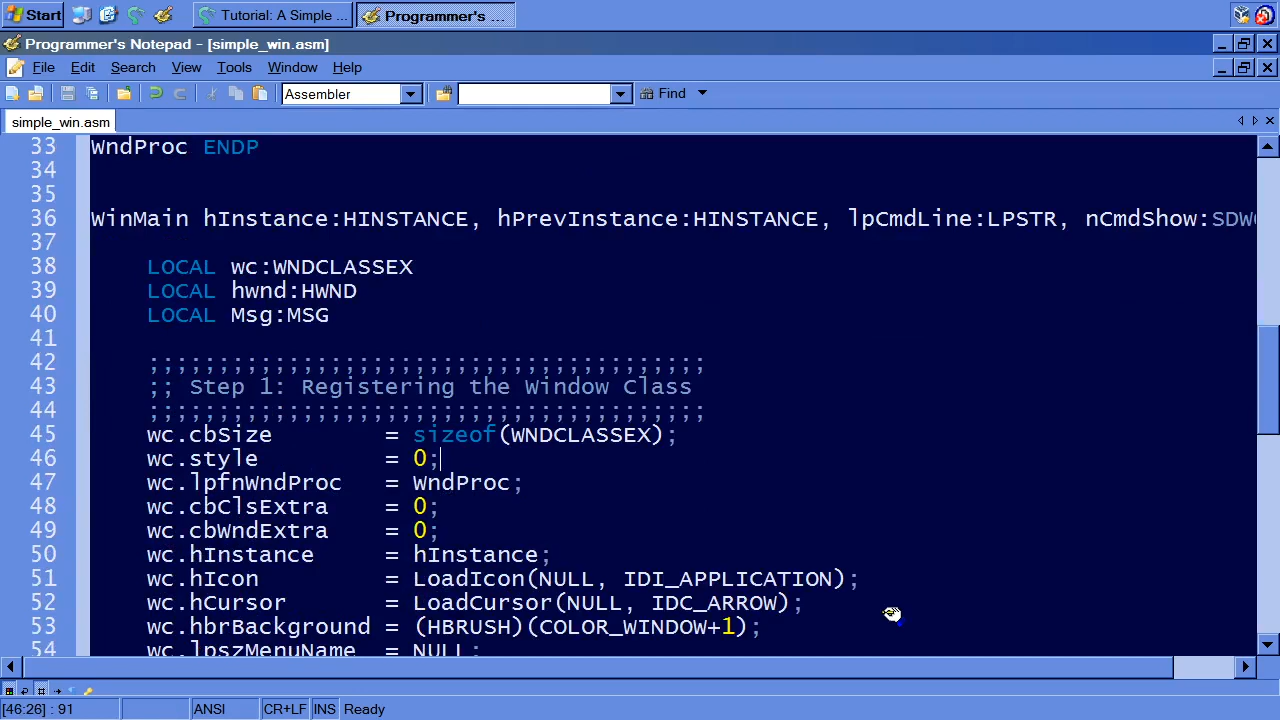 Start
Tutorial: A Simple ...
Programmer's ...
Programmer's Notepad - [simple_win.asm]
File Edit Search View Tools Window Help
Assembler
Find
simple_win.asm
33 WndProc ENDP
34
35
36 WinMain hInstance:HINSTANCE, hPrevInstance:HINSTANCE, lpCmdLine:LPSTR, nCmdShow:SDW
37
38 LOCAL wc:WNDCLASSEX
39 LOCAL hwnd:HWND
40 LOCAL Msg:MSG
41
42 ;;;;;;;;;;;;;;;;;;;;;;;;;;;;;;;;;;;;;;;;
43 ;; Step 1: Registering the Window Class
44 ;;;;;;;;;;;;;;;;;;;;;;;;;;;;;;;;;;;;;;;;
45 wc.cbSize = sizeof(WNDCLASSEX);
46 wc.style = 0;
47 wc.lpfnWndProc = WndProc;
48 wc.cbClsExtra = 0;
49 wc.cbWndExtra = 0;
50 wc.hInstance = hInstance;
51 wc.hIcon = LoadIcon(NULL, IDI_APPLICATION);
52 wc.hCursor = LoadCursor(NULL, IDC_ARROW);
53 wc.hbrBackground = (HBRUSH)(COLOR_WINDOW+1);
54 wc.lpszMenuName = NULL;
[46:26] : 91 ANSI CR+LF INS Ready